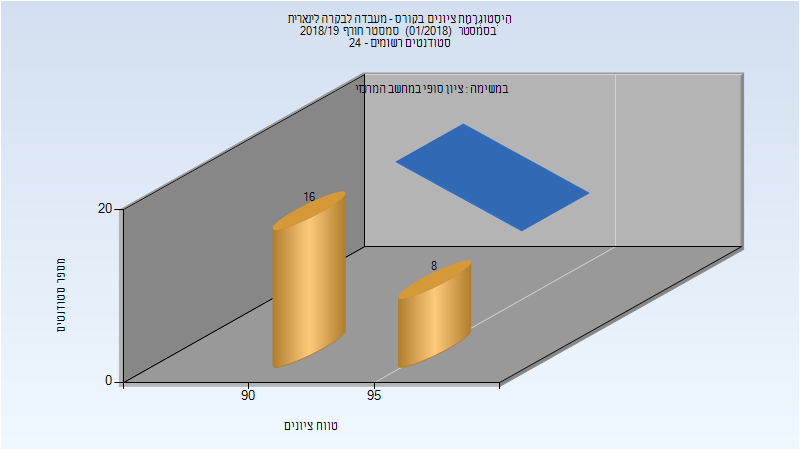 היסטוגרמת ציונים בקורס - מעבדה לבקרה לינארית
בסמסטר (01/2018) סמסטר חורף 2018/19
סטודנטים רשומים - 24
במשימה : ציון סופי במחשב המרכזי
16
8
20
0
90
95
מספר סטודנטים
טווח ציונים